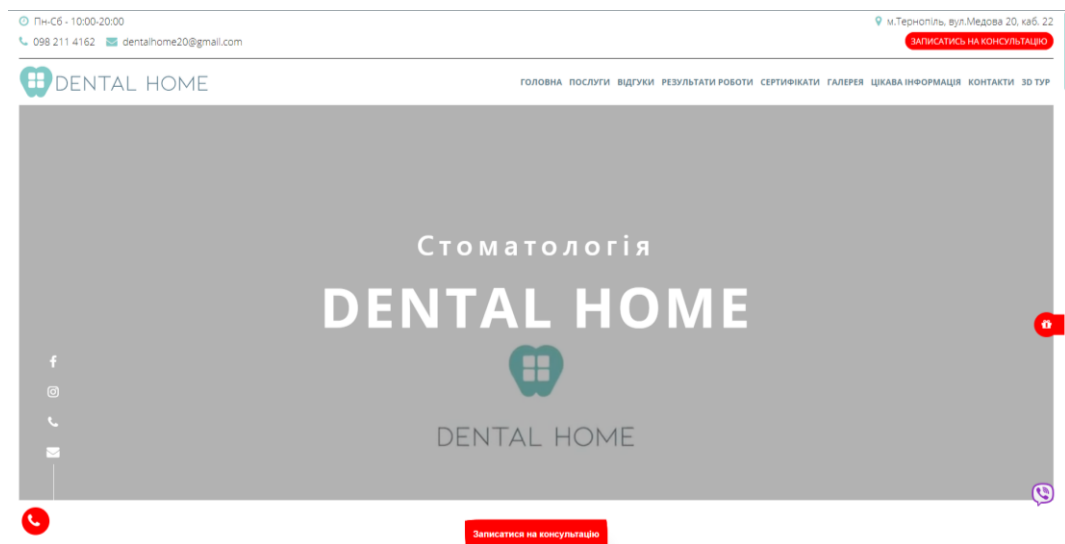 Пн-Сб - 10:00-20:00
м.Тернопіль, вул.Медова 20, каб. 22
098 211 4162 dentalhome20@gmail.com
ЗАПИСАТИСЬ НА КОНСУЛЬТАЦІЮ
DENTAL HOME
ГОЛОВНА ПОСЛУГИ ВІДГУКИ РЕЗУЛЬТАТИ РОБОТИ СЕРТИФІКАТИ ГАЛЕРЕЯ ЦІКАВА ІНФОРМАЦІЯ КОНТАКТИ 3D ТУР
Стоматологія
DENTAL HOME
DENTAL HOME
Записатися на консультацію